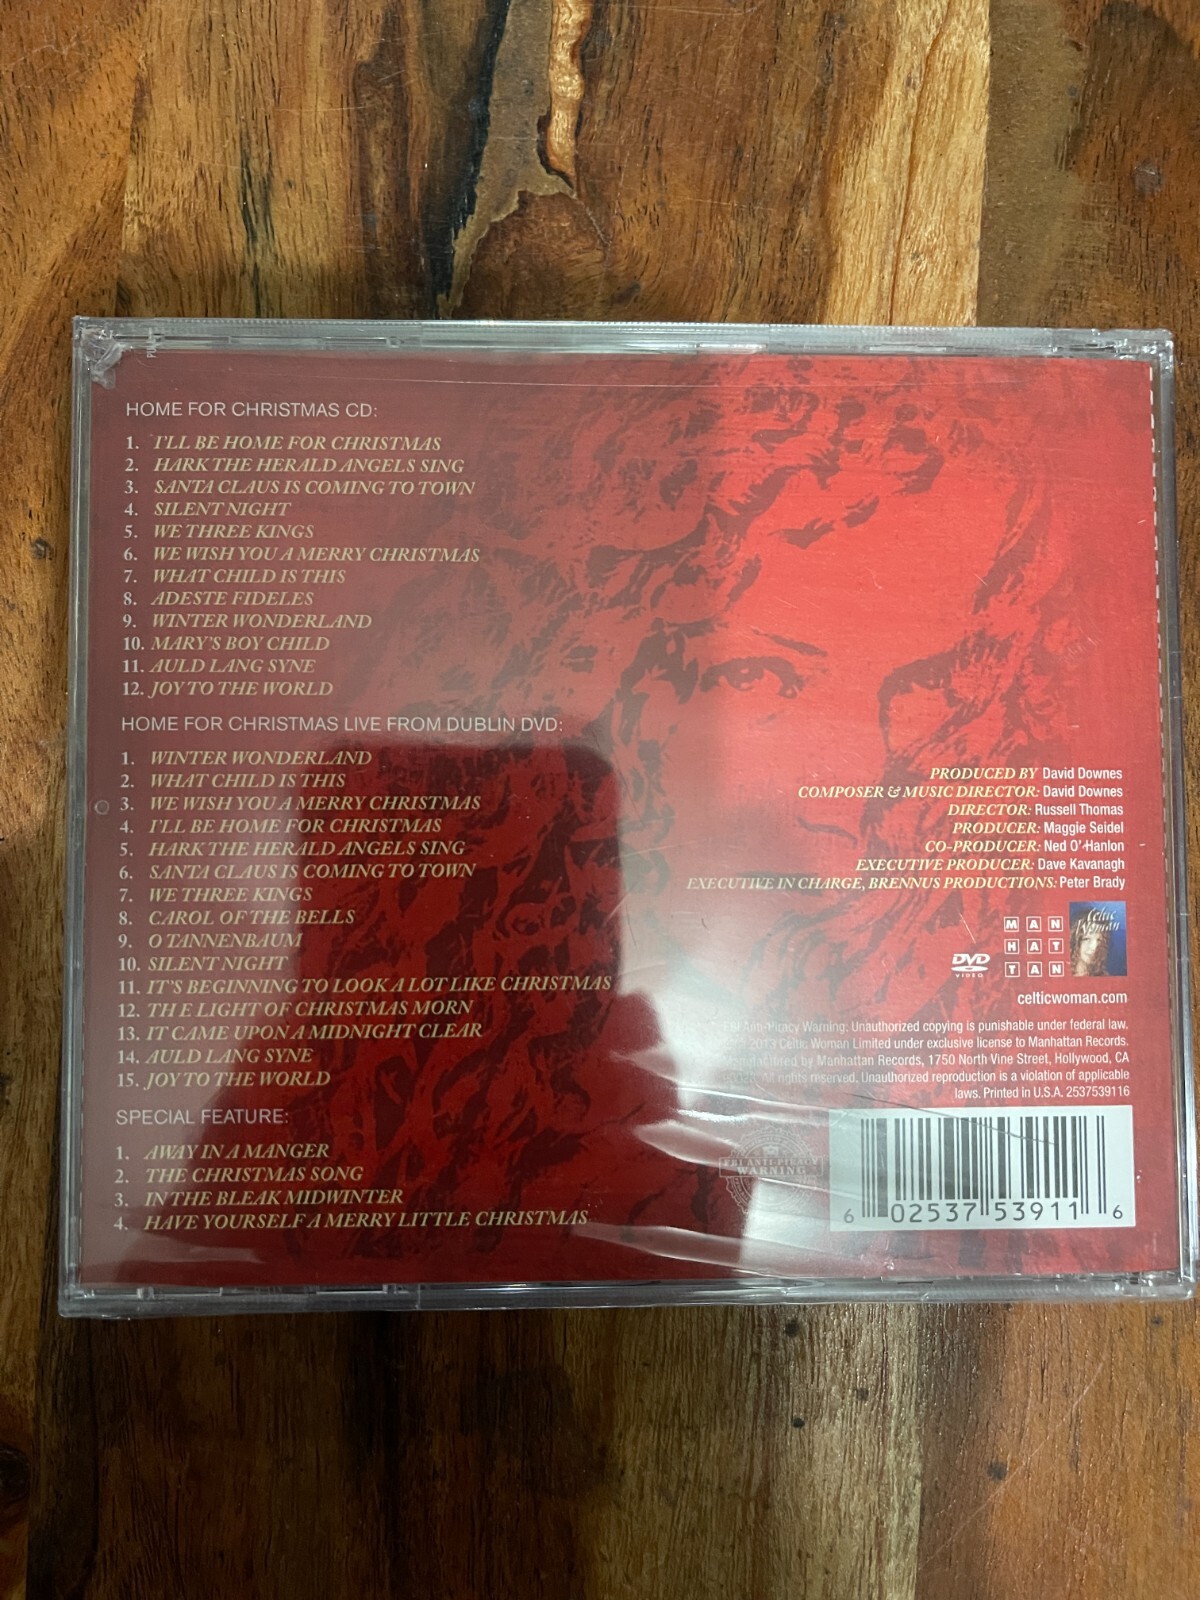 HOME FOR CHRISTMAS CD:
1. I'LL BE HOME FOR CHRISTMAS
2. HARK THE HERALD ANGELS SING
3. SANTA CLAUS IS COMING TO TOWN
4. SILENT NIGHT
5. WE THREE KINGS
6. WE WISH YOU A MERRY CHRISTMAS
7. WHAT CHILD IS THIS
8. ADESTE FIDELES
9. WINTER WONDERLAND
10. MARY'S BOY CHILD
11. AULD LANG SYNE
12. JOY TO THE WORLD
HOME FOR CHRISTMAS LIVE FROM DUBLIN DVD:
1. WINTER WONDERLAND
2. WHAT CHILD IS THIS
3. WE WISH YOU A MERRY CHRISTMAS
4. I'LL BE HOME FOR CHRISTMAS
5. HARK THE HERALD ANGELS SING
6. SANTA CLAUS IS COMING TO TOWN
7. WE THREE KINGS
8. CAROL OF THE BELLS
9. O TANNENBAUM
10. SILENT NIGHT
11. IT'S BEGINNING TO LOOK A LOT LIKE CHRISTMAS
12. TH E LIGHT OF CHRISTMAS MORN
13. IT CAME UPON A MIDNIGHT CLEAR
14. AULD LANG SYNE
15. JOY TO THE WORLD
SPECIAL FEATURE:
1. AWAY IN A MANGER
2. THE CHRISTMAS SONG
3. IN THE BLEAK MIDWINTER
4. HAVE YOURSELF A MERRY LITTLE CHRISTMAS
PRODUCED BY David Downes
COMPOSER & MUSIC DIRECTOR: David Downes
DIRECTOR: Russell Thomas
PRODUCER: Maggie Seidel
CO-PRODUCER: Ned O'Hanlon
EXECUTIVE PRODUCER: Dave Kavanagh
EXECUTIVE IN CHARGE, BRENNUS PRODUCTIONS: Peter Brady
MAN
HAT
TAN
Celtic
Woman
DVD
VIDEO
celticwoman.com
FBI Anti-Piracy Warning: Unauthorized copying is punishable under federal law.
2013 Celtic Woman Limited under exclusive license to Manhattan Records.
Manufactured by Manhattan Records, 1750 North Vine Street, Hollywood, CA
All rights reserved. Unauthorized reproduction is a violation of applicable
laws. Printed in U.S.A. 2537539116
FBI ANTI-PIRACY
WARNING
6 02537 53911 6